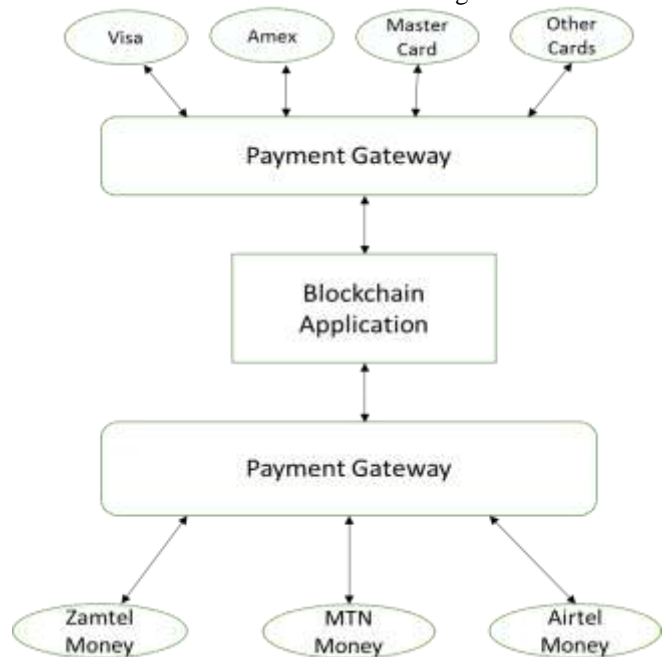 Visa
Amex
Master
Card
Other
Cards
Payment Gateway
Blockchain
Application
Payment Gateway
Zamtel
Money
MTN
Money
Airtel
Money